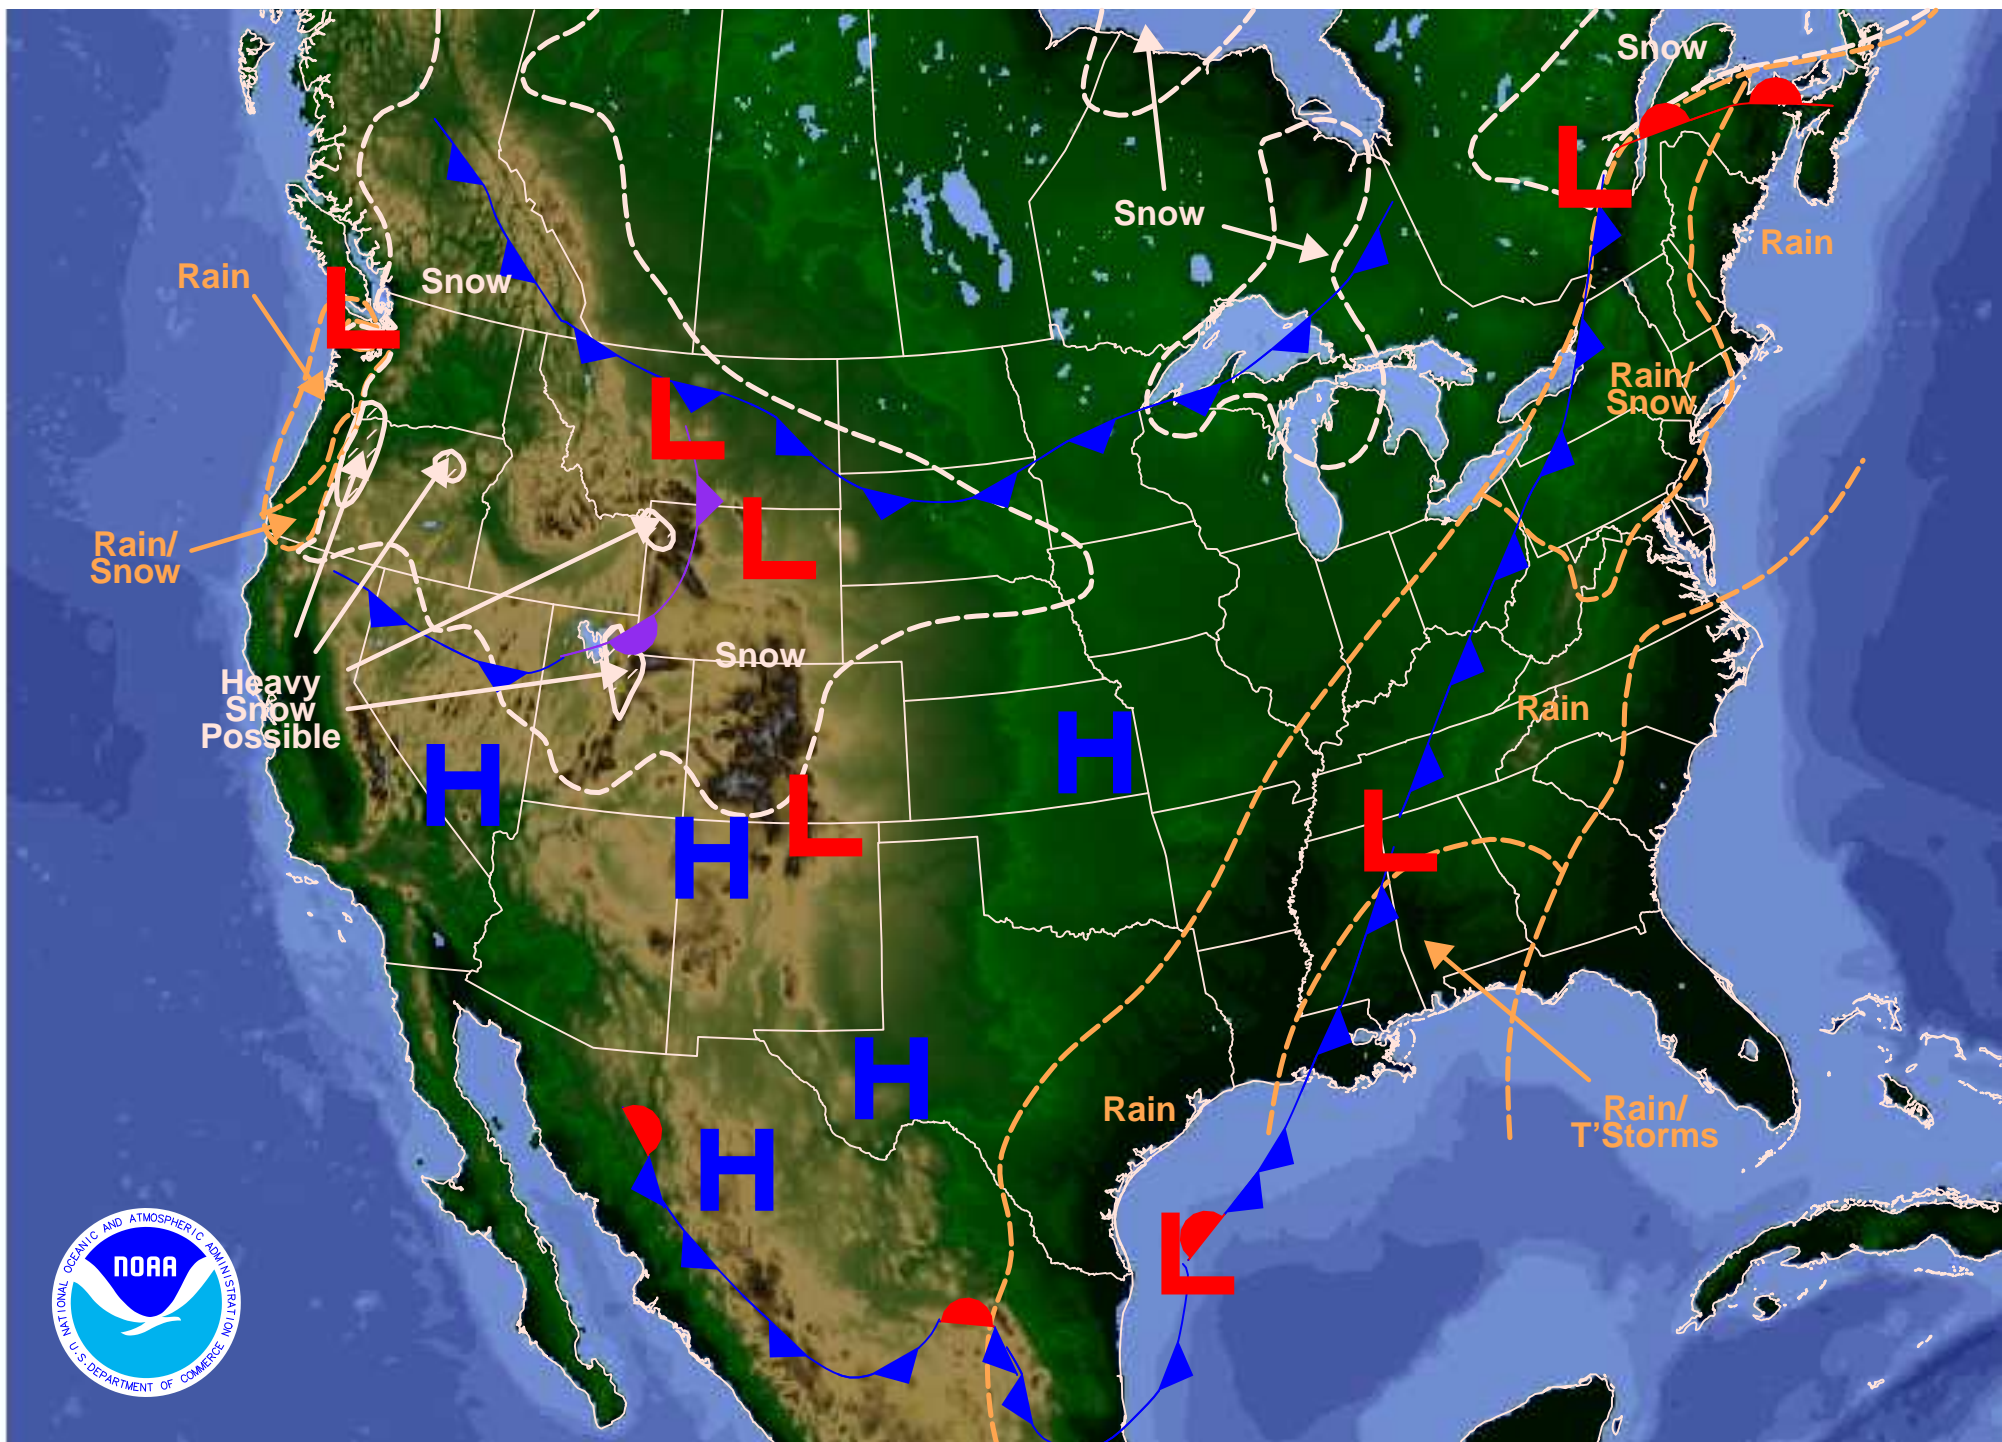 Snow
Rain
Snow
Snow
Rain
Snow
Rain/
Snow
Rain/
Snow
Snow
Heavy
Snow
Possible
Rain
L
L
L
L
L
L
L
H
H
H
H
H
Rain
Rain/
T'Storms
NOAA
NATIONAL OCEANIC AND ATMOSPHERIC ADMINISTRATION
U.S. DEPARTMENT OF COMMERCE